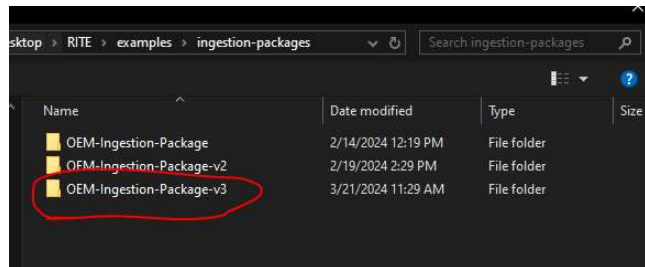 sktop > RITE > examples > ingestion-packages Search ingestion-packages
Name Date modified Type Size
OEM-Ingestion-Package 2/14/2024 12:19 PM File folder
OEM-Ingestion-Package-v2 2/19/2024 2:29 PM File folder
OEM-Ingestion-Package-v3 3/21/2024 11:29 AM File folder